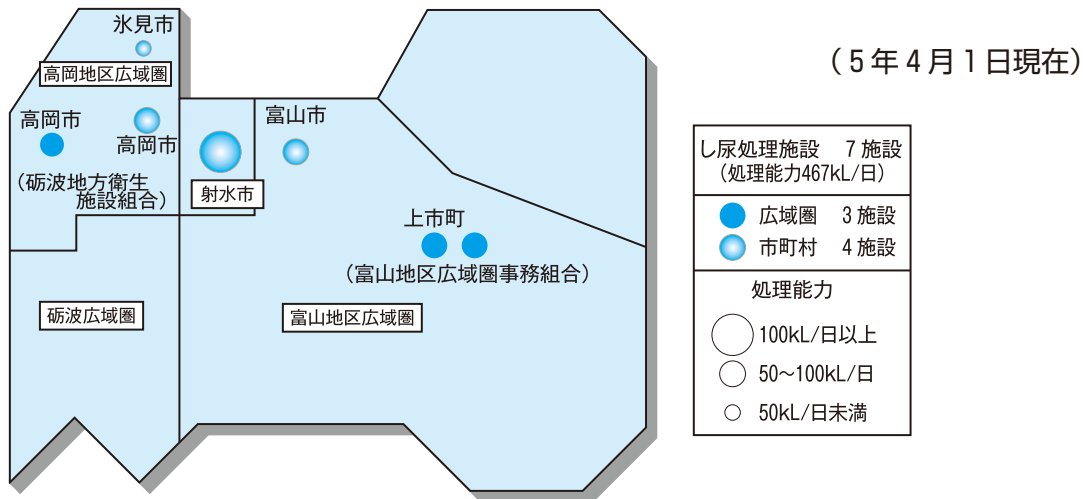 (5年4月1日現在)
氷見市
高岡地区広域圏
高岡市
高岡市
(砺波地方衛生
施設組合)
射水市
富山市
上市町
(富山地区広域圏事務組合)
砺波広域圏
富山地区広域圏
し尿処理施設 7施設
(処理能力467kL/日)
広域圏 3施設
市町村 4施設
処理能力
100kL/日以上
50~100kL/日
50kL/日未満